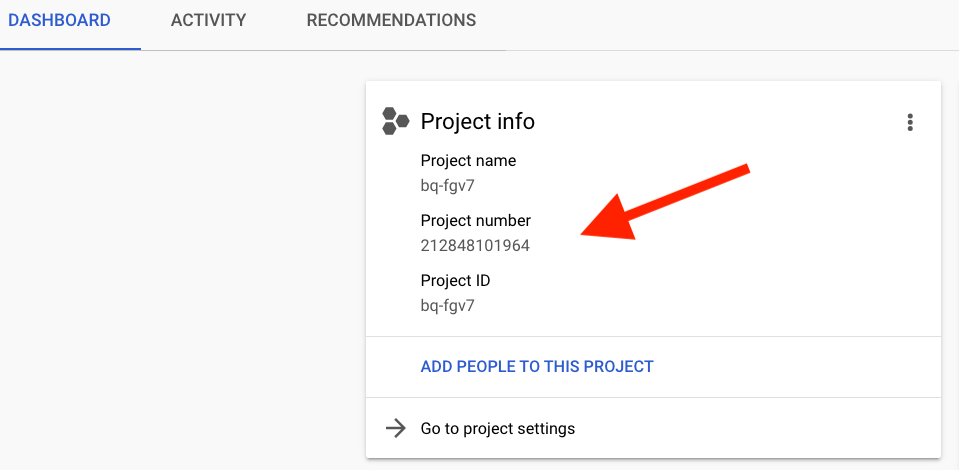 DASHBOARD ACTIVITY RECOMMENDATIONS
Project info
Project name
bq-fgv7
Project number
212848101964
Project ID
bq-fgv7
ADD PEOPLE TO THIS PROJECT
Go to project settings